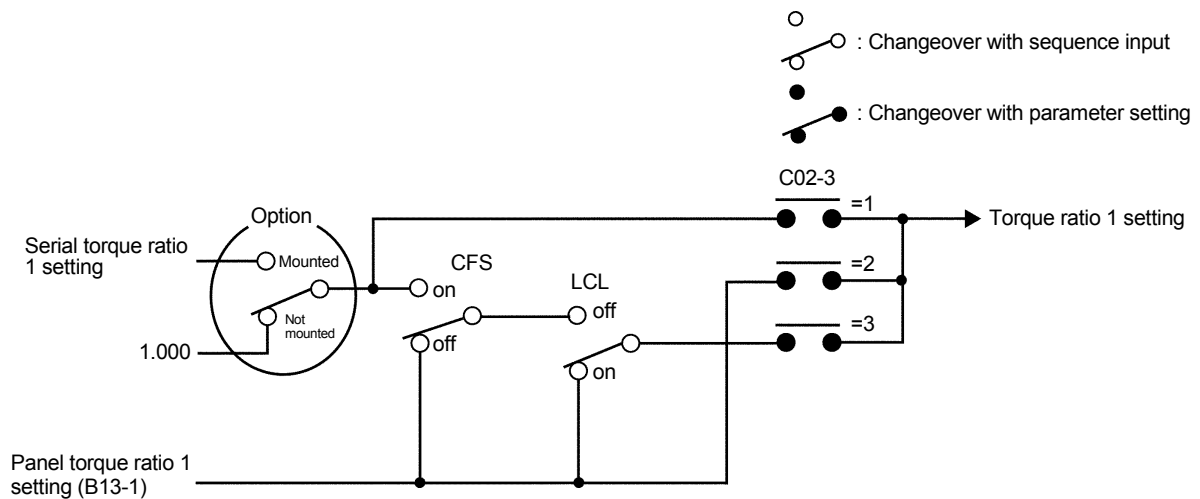 : Changeover with sequence input
: Changeover with parameter setting
C02-3
=1
Torque ratio 1 setting
Option
Serial torque ratio
1 setting
Mounted
CFS
=2
on
LCL
off
Not
mounted
=3
1.000
off
on
Panel torque ratio 1
setting (B13-1)